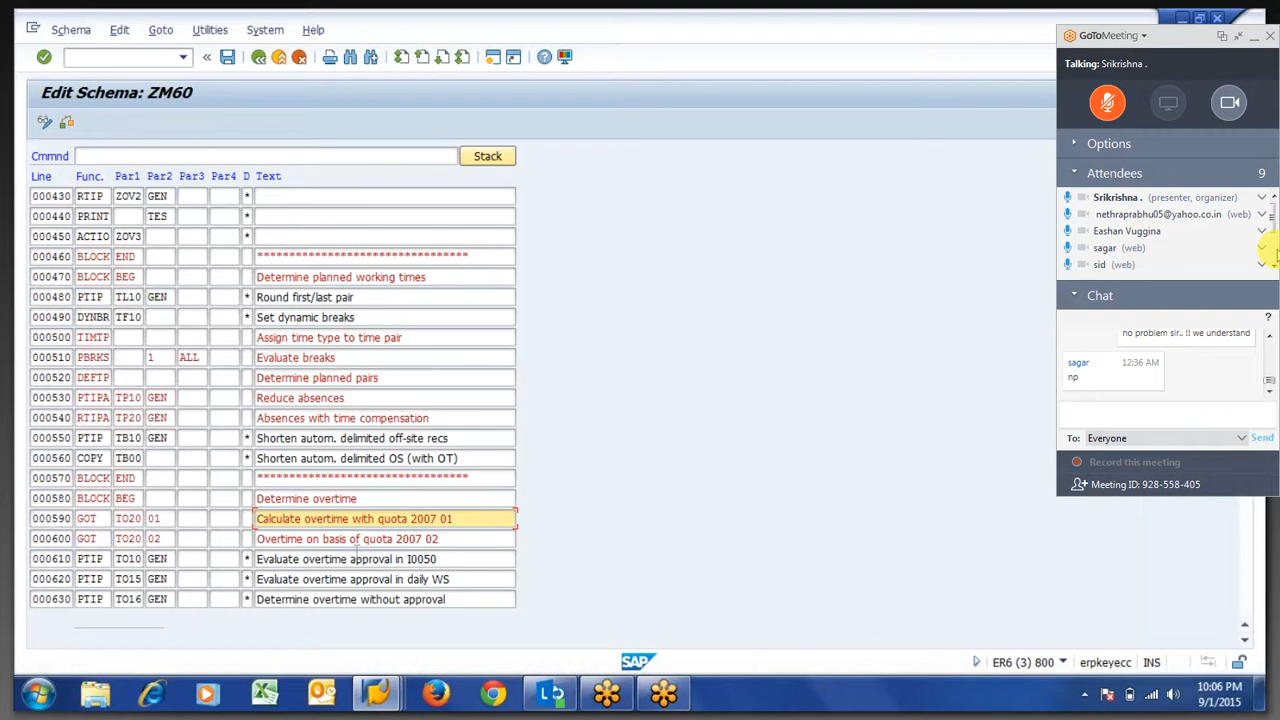 Schema Edit Goto Utilities System Help
Edit Schema: ZM60
Cmmnd Stack
Line Func. Par1 Par2 Par3 Par4 D Text
000430 RTIP ZOV2 GEN *
000440 PRINT TES *
000450 ACTIO ZOV3 *
000460 BLOCK END ********************************
000470 BLOCK BEG Determine planned working times
000480 PTIP TL10 GEN * Round first/last pair
000490 DYNBR TF10 * Set dynamic breaks
000500 TIMTP Assign time type to time pair
000510 PBRKS 1 ALL Evaluate breaks
000520 DEFTP Determine planned pairs
000530 PTIPA TP10 GEN Reduce absences
000540 RTIPA TP20 GEN Absences with time compensation
000550 PTIP TB10 GEN * Shorten autom. delimited off-site recs
000560 COPY TB00 * Shorten autom. delimited OS (with OT)
000570 BLOCK END ********************************
000580 BLOCK BEG Determine overtime
000590 GOT TO20 01 Calculate overtime with quota 2007 01
000600 GOT TO20 02 Overtime on basis of quota 2007 02
000610 PTIP TO10 GEN * Evaluate overtime approval in I0050
000620 PTIP TO15 GEN * Evaluate overtime approval in daily WS
000630 PTIP TO16 GEN * Determine overtime without approval
SAP
ER6 (3) 800 erpkeyecc INS
10:06 PM
9/1/2015
GoToMeeting
Talking: Srikrishna .
Options
Attendees 9
Srikrishna . (presenter, organizer)
nethraprabhu05@yahoo.co.in (web)
Eashan Vuggina
sagar (web)
sid (web)
Chat
?
no problem sir.. !! we understand
sagar 12:36 AM
np
To: Everyone Send
Record this meeting
Meeting ID: 928-558-405